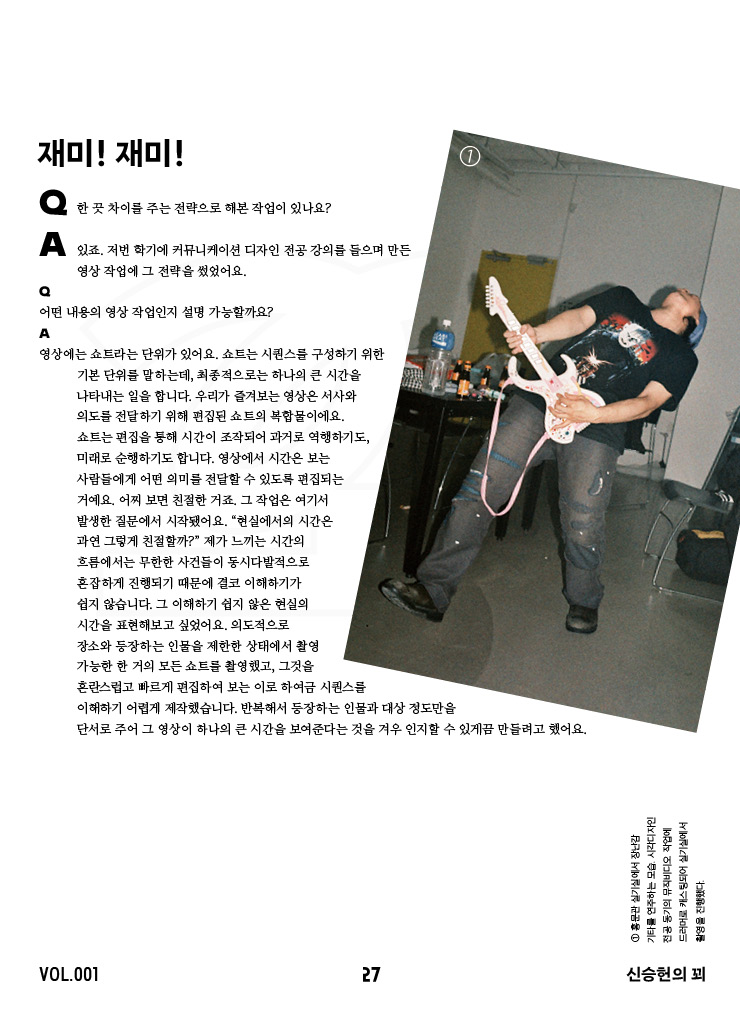 재미! 재미!
Q 한 끗 차이를 주는 전략으로 해본 작업이 있나요?
A 있죠. 저번 학기에 커뮤니케이션 디자인 전공 강의를 들으며 만든
영상 작업에 그 전략을 썼었어요.
Q
어떤 내용의 영상 작업인지 설명 가능할까요?
A
영상에는 쇼트라는 단위가 있어요. 쇼트는 시퀀스를 구성하기 위한
기본 단위를 말하는데, 최종적으로는 하나의 큰 시간을
나타내는 일을 합니다. 우리가 즐겨보는 영상은 서사와
의도를 전달하기 위해 편집된 쇼트의 복합물이에요.
쇼트는 편집을 통해 시간이 조작되어 과거로 역행하기도,
미래로 순행하기도 합니다. 영상에서 시간은 보는
사람들에게 어떤 의미를 전달할 수 있도록 편집되는
거예요. 어찌 보면 친절한 거죠. 그 작업은 여기서
발생한 질문에서 시작됐어요. “현실에서의 시간은
과연 그렇게 친절할까?” 제가 느끼는 시간의
흐름에서는 무한한 사건들이 동시다발적으로
혼잡하게 진행되기 때문에 결코 이해하기가
쉽지 않습니다. 그 이해하기 쉽지 않은 현실의
시간을 표현해보고 싶었어요. 의도적으로
장소와 등장하는 인물을 제한한 상태에서 촬영
가능한 한 거의 모든 쇼트를 촬영했고, 그것을
혼란스럽고 빠르게 편집하여 보는 이로 하여금 시퀀스를
이해하기 어렵게 제작했습니다. 반복해서 등장하는 인물과 대상 정도만을
단서로 주어 그 영상이 하나의 큰 시간을 보여준다는 것을 겨우 인지할 수 있게끔 만들려고 했어요.
①
① 홍문관 실기실에서 장난감
기타를 연주하는 모습. 시각디자인
전공 동기의 뮤직비디오 작업에
드러머로 캐스팅되어 실기실에서
촬영을 진행했다.
VOL.001
27
신승헌의 꾀